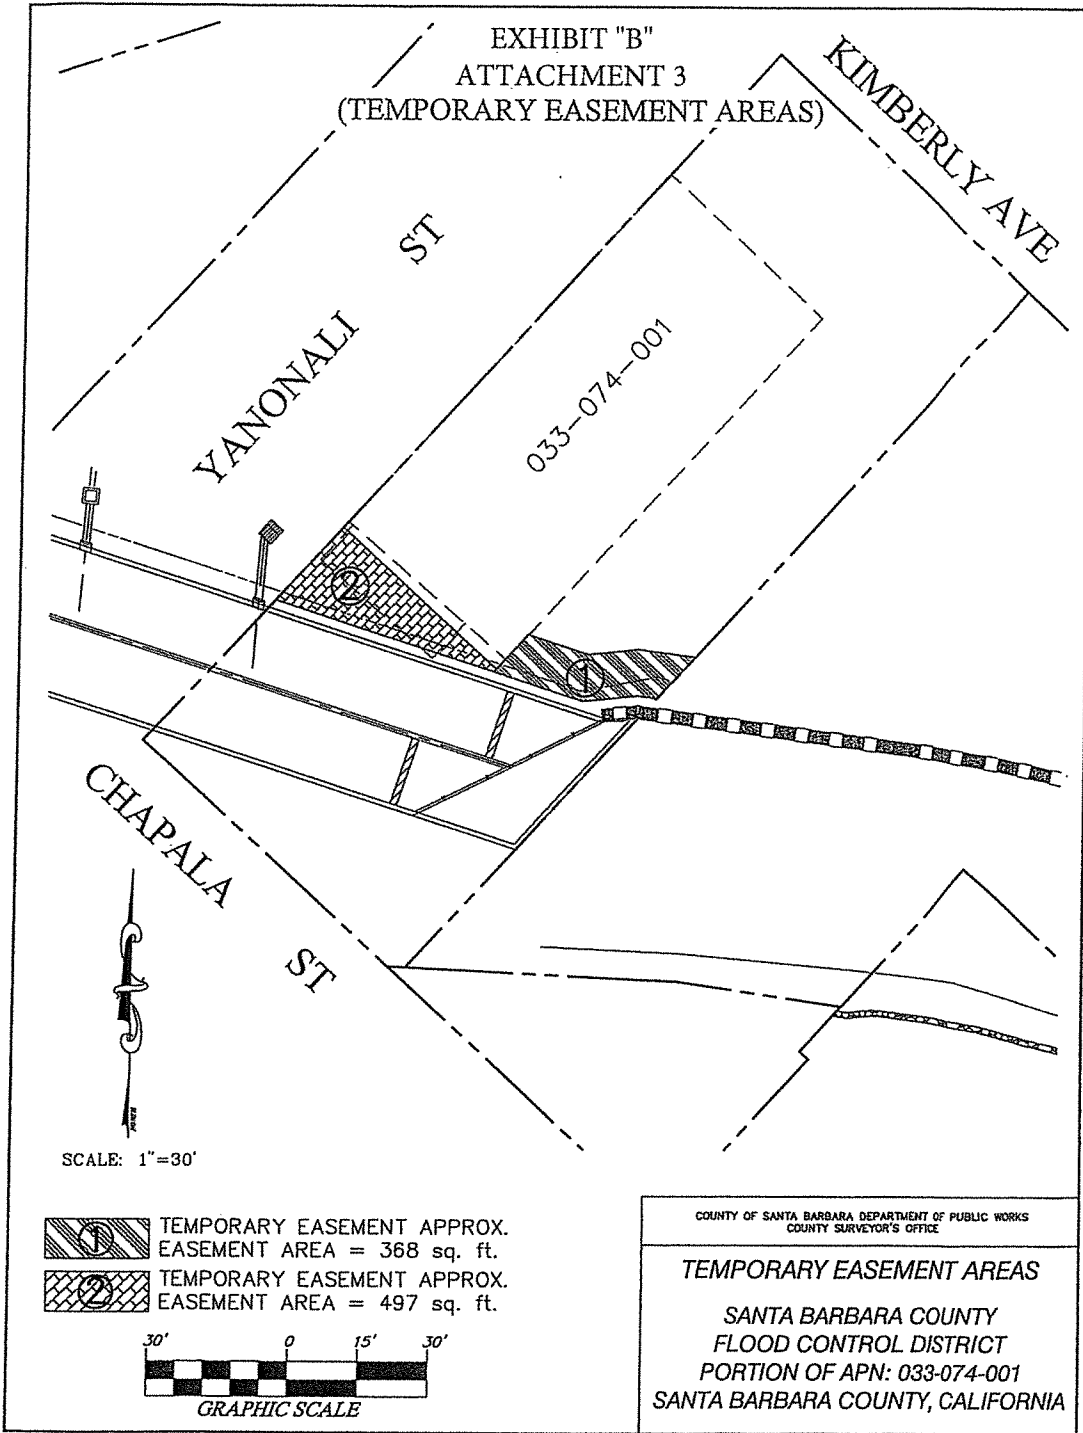 EXHIBIT "B"
ATTACHMENT 3
(TEMPORARY EASEMENT AREAS)
KIMBERLY AVE
YANONALI ST
033-074-001
2
1
CHAPALA ST
SCALE: 1"=30'
1 TEMPORARY EASEMENT APPROX.
EASEMENT AREA = 368 sq. ft.
2 TEMPORARY EASEMENT APPROX.
EASEMENT AREA = 497 sq. ft.
30' 0 15' 30'
GRAPHIC SCALE
COUNTY OF SANTA BARBARA DEPARTMENT OF PUBLIC WORKS
COUNTY SURVEYOR'S OFFICE
TEMPORARY EASEMENT AREAS
SANTA BARBARA COUNTY
FLOOD CONTROL DISTRICT
PORTION OF APN: 033-074-001
SANTA BARBARA COUNTY, CALIFORNIA